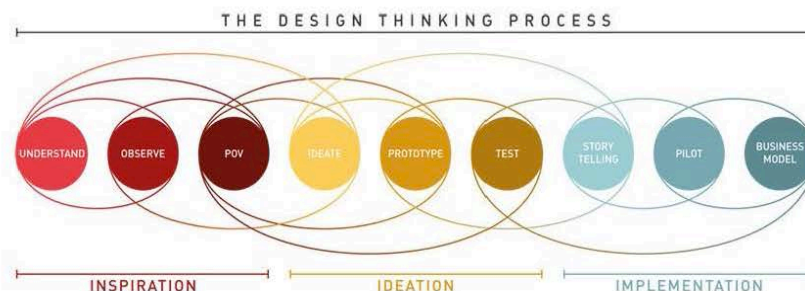 THE DESIGN THINKING PROCESS
UNDERSTAND
OBSERVE
POV
IDEATE
PROTOTYPE
TEST
STORY
TELLING
PILOT
BUSINESS
MODEL
INSPIRATION
IDEATION
IMPLEMENTATION